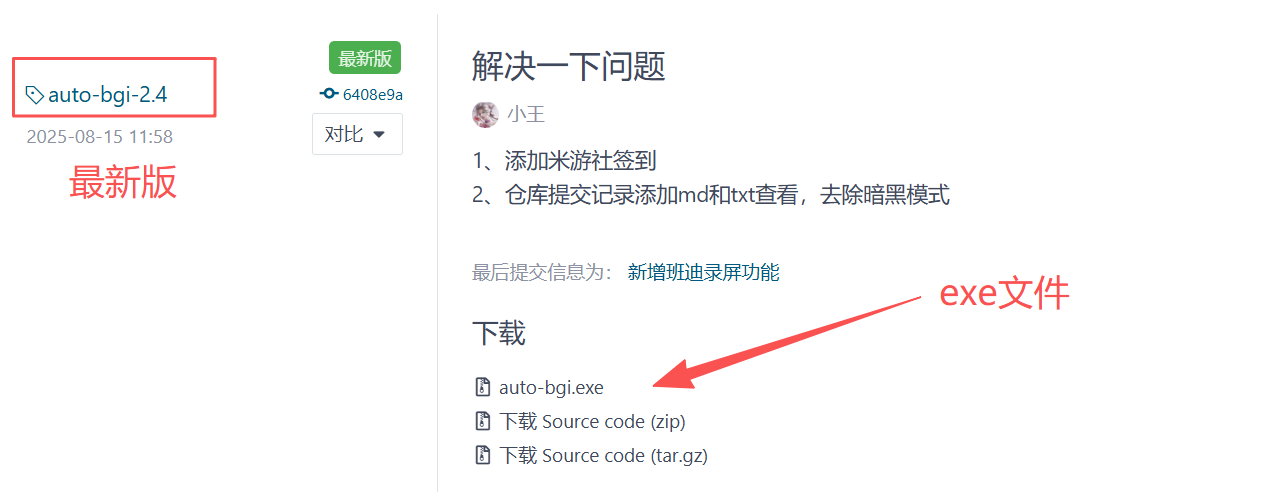 最新版
auto-bgi-2.4
6408e9a
2025-08-15 11:58
对比
最新版
解决一下问题
小王
1、添加米游社签到
2、仓库提交记录添加md和txt查看，去除暗黑模式
最后提交信息为： 新增班迪录屏功能
exe文件
下载
auto-bgi.exe
下载 Source code (zip)
下载 Source code (tar.gz)